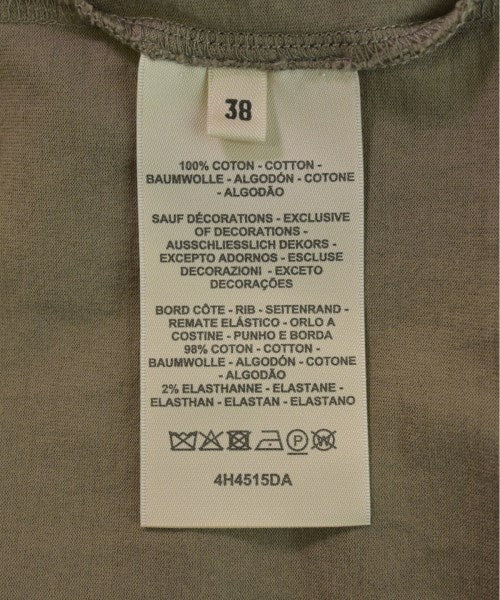 38
100% COTON - COTTON -
BAUMWOLLE - ALGODÓN - COTONE
- ALGODÃO
SAUF DÉCORATIONS - EXCLUSIVE
OF DECORATIONS -
AUSSCHLIESSLICH DEKORS -
EXCEPTO ADORNOS - ESCLUSE
DECORAZIONI - EXCETO
DECORAÇÕES
BORD CÔTE - RIB - SEITENRAND -
REMATE ELÁSTICO - ORLO A
COSTINE - PUNHO E BORDA
98% COTON - COTTON -
BAUMWOLLE - ALGODÓN - COTONE
- ALGODÃO
2% ELASTHANNE - ELASTANE -
ELASTHAN - ELASTAN - ELASTANO
P W
4H4515DA